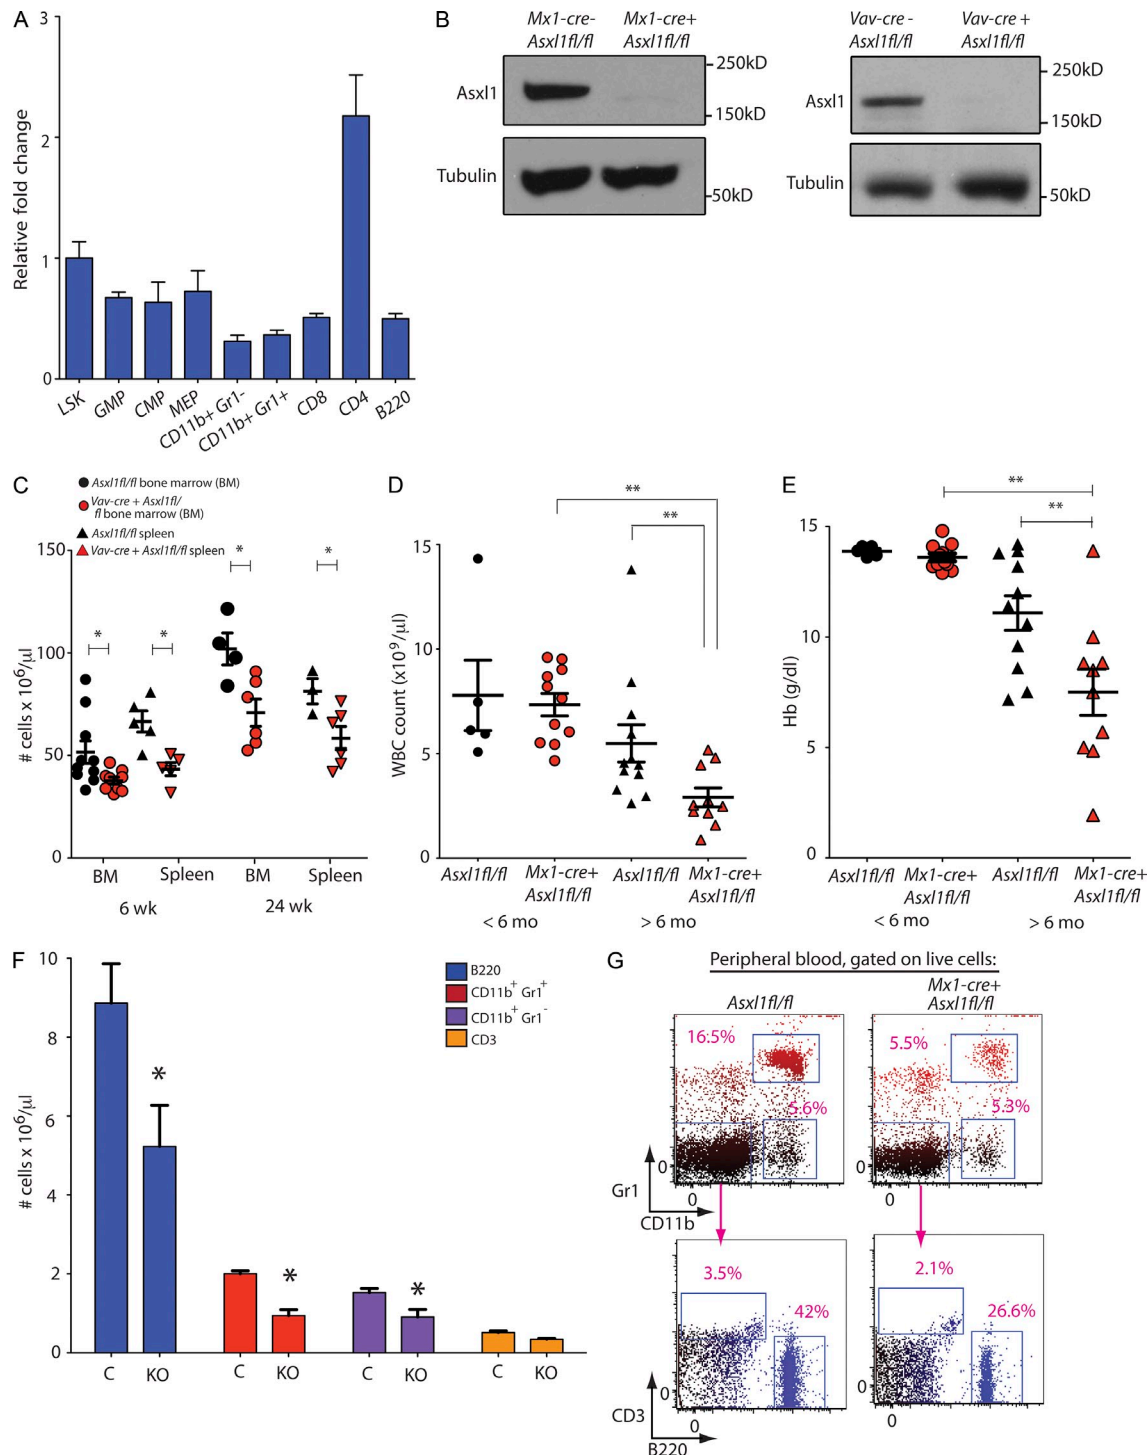 A
3
2
1
0
Relative fold change
LSK
GMP
CMP
MEP
CD11b+ Gr1-
CD11b+ Gr1+
CD8
CD4
B220
B
Mx1-cre- Mx1-cre+
Asxl1fl/fl Asxl1fl/fl
Asxl1
250kD
150kD
Tubulin
50kD
Vav-cre - Vav-cre +
Asxl1fl/fl Asxl1fl/fl
Asxl1
250kD
150kD
Tubulin
50kD
C
Asxl1fl/fl bone marrow (BM)
Vav-cre + Asxl1fl/
fl bone marrow (BM)
Asxl1fl/fl spleen
Vav-cre + Asxl1fl/fl spleen
150
100
50
0
# cells x 10⁶/µl
* * * *
BM Spleen BM Spleen
6 wk 24 wk
D
**
**
15
10
5
0
WBC count (x10⁹/µl)
Asxl1fl/fl Mx1-cre+ Asxl1fl/fl Mx1-cre+
Asxl1fl/fl Asxl1fl/fl
< 6 mo > 6 mo
E
**
**
15
10
5
0
Hb (g/dl)
Asxl1fl/fl Mx1-cre+ Asxl1fl/fl Mx1-cre+
Asxl1fl/fl Asxl1fl/fl
< 6 mo > 6 mo
F
10
8
6
4
2
0
# cells x 10⁶/µl
B220
CD11b⁺ Gr1⁺
CD11b⁺ Gr1⁻
CD3
* * *
C KO C KO C KO C KO
G
Peripheral blood, gated on live cells:
Asxl1fl/fl
Mx1-cre+
Asxl1fl/fl
16.5%
5.6%
0
0
5.5%
5.3%
0
0
Gr1
CD11b
3.5%
42%
0
0
2.1%
26.6%
0
0
CD3
B220